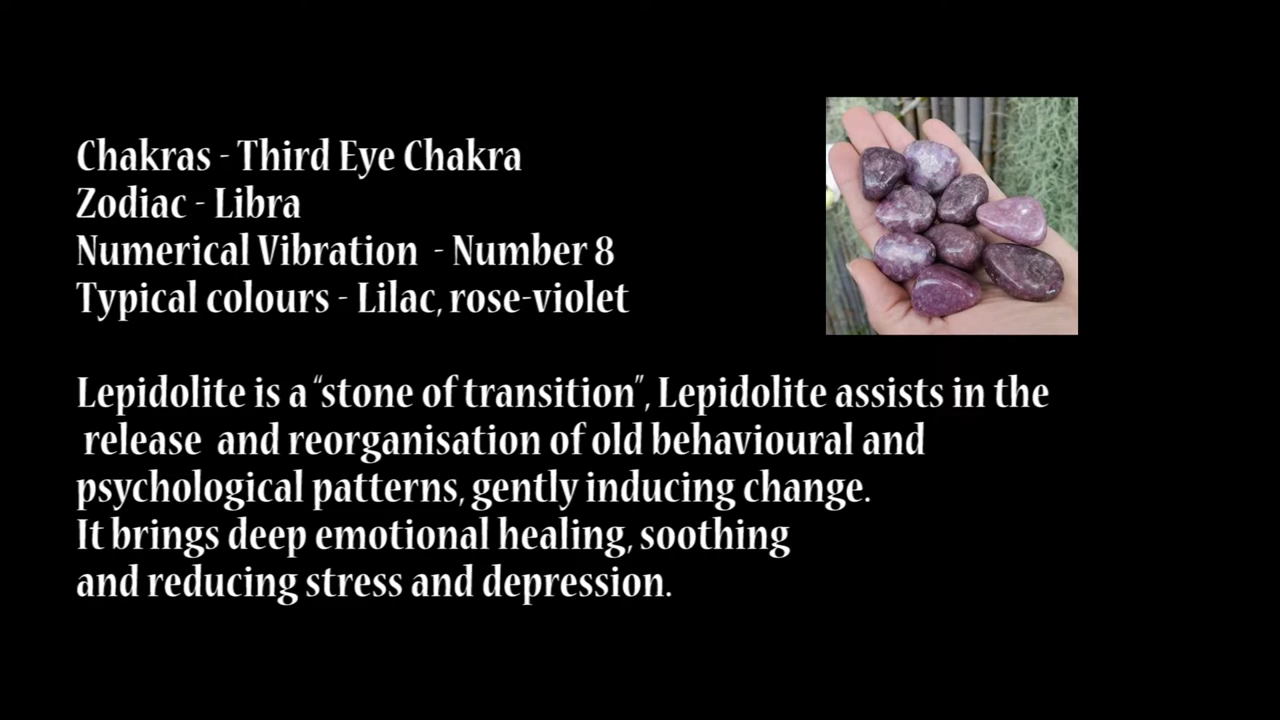 Chakras - Third Eye Chakra
Zodiac - Libra
Numerical Vibration - Number 8
Typical colours - Lilac, rose-violet
Lepidolite is a “stone of transition”, Lepidolite assists in the
release and reorganisation of old behavioural and
psychological patterns, gently inducing change.
It brings deep emotional healing, soothing
and reducing stress and depression.